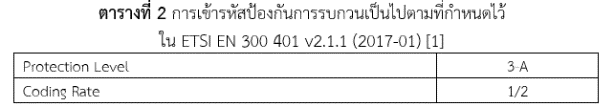 ตารางที่ 2 การเข้ารหัสป้องกันการรบกวนเป็นไปตามที่กำหนดไว้
ใน ETSI EN 300 401 v2.1.1 (2017-01) [1]
Protection Level 3-A
Coding Rate 1/2